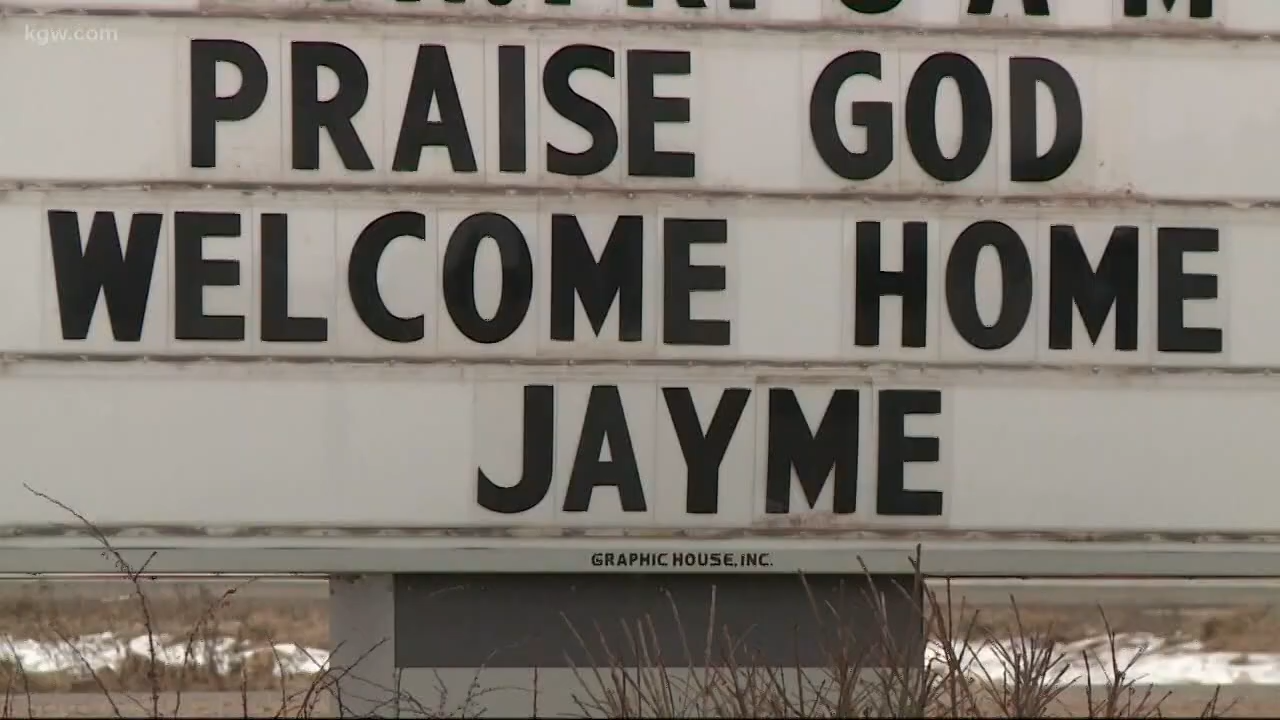 kgw.com
PRAISE GOD
WELCOME HOME
JAYME
GRAPHIC HOUSE, INC.